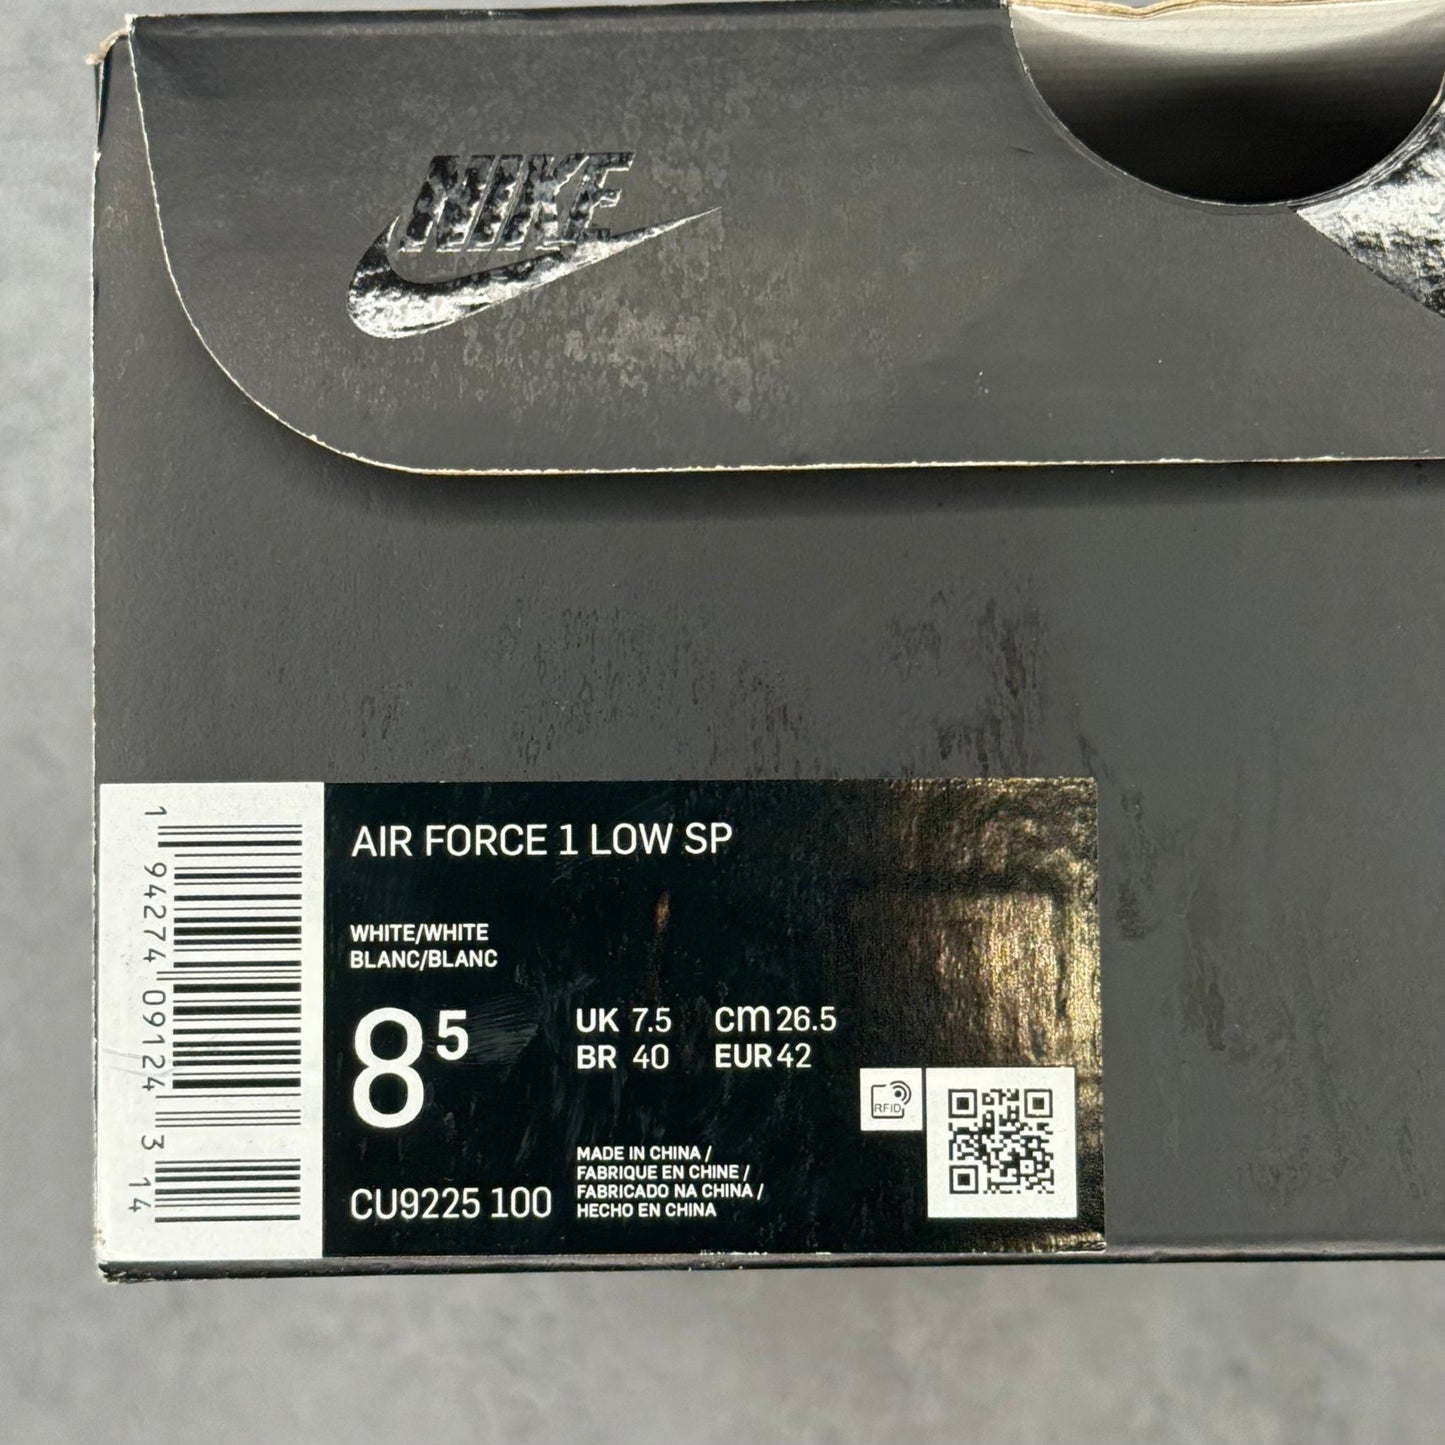 NIKE
AIR FORCE 1 LOW SP
WHITE/WHITE
BLANC/BLANC
8 5
UK 7.5 CM 26.5
BR 40 EUR 42
RFID
CU9225 100
MADE IN CHINA /
FABRIQUE EN CHINE /
FABRICADO NA CHINA /
HECHO EN CHINA
1 94274 09124 3 14